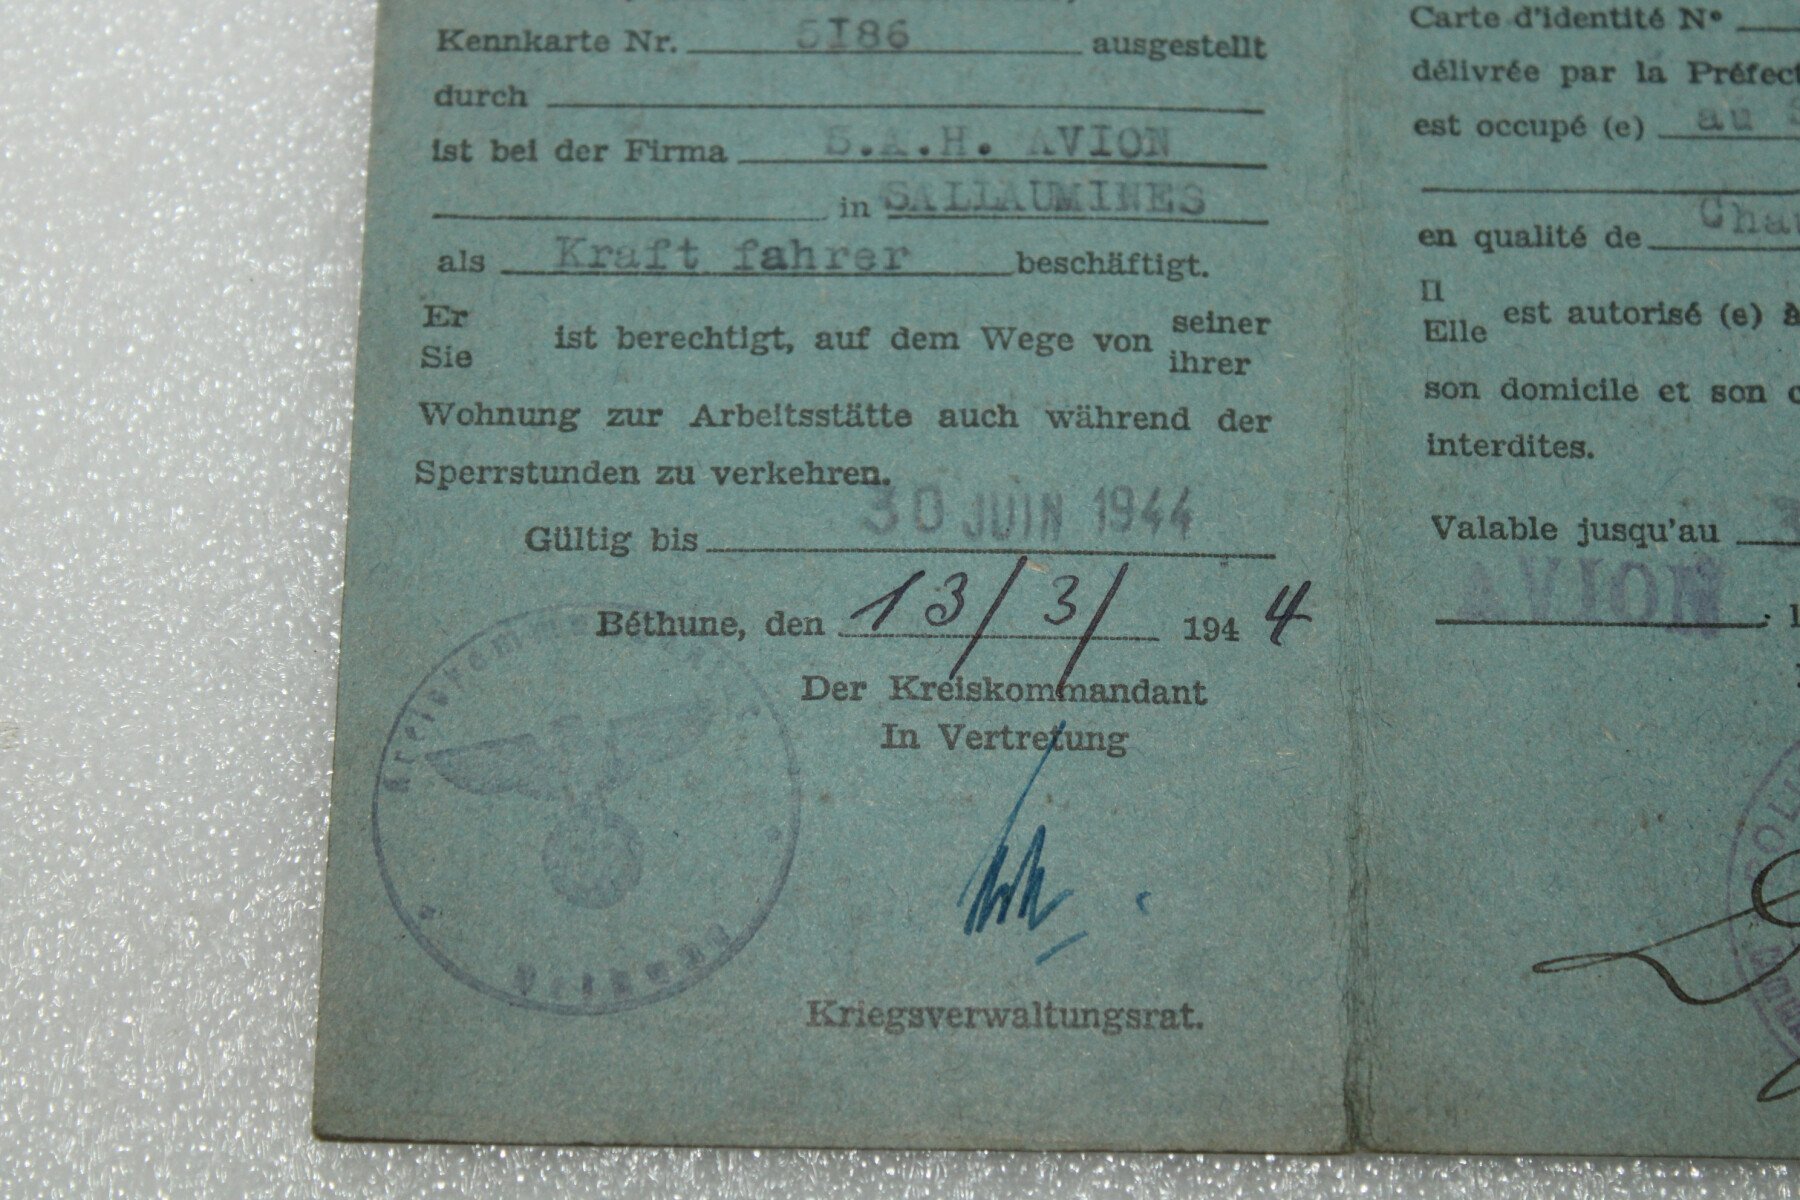 Kennkarte Nr. 5I86 ausgestellt
durch
ist bei der Firma S.A.H. AVION
in SALLAUMINES
als Kraft fahrer beschäftigt.
Er
Sie ist berechtigt, auf dem Wege von seiner
ihrer
Wohnung zur Arbeitsstätte auch während der
Sperrstunden zu verkehren.
Gültig bis 30 JUIN 1944
Béthune, den 13/3/ 1944
Der Kreiskommandant
In Vertretung
Kriegsverwaltungsrat.
Carte d'identité N°
délivrée par la Préfect
est occupé (e) au
en qualité de Cha
Il
Elle est autorisé (e) à
son domicile et son
interdites.
Valable jusqu'au 3
AVION